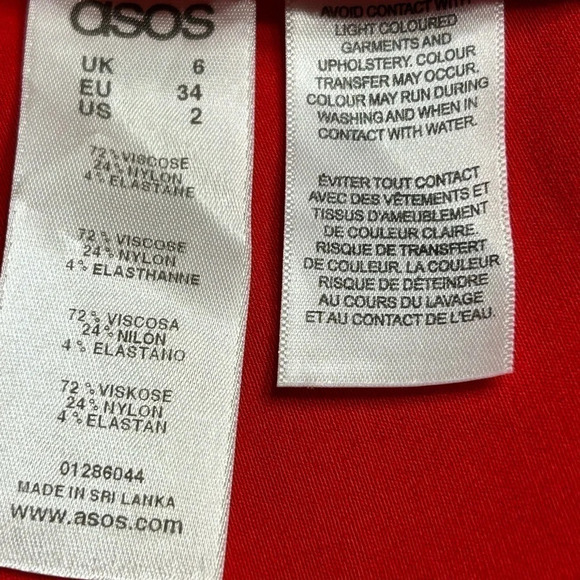 asos
UK 6
EU 34
US 2
72% VISCOSE
24% NYLON
4% ELASTANE
72% VISCOSE
24% NYLON
4% ELASTHANNE
72% VISCOSA
24% NILÓN
4% ELASTANO
72% VISKOSE
24% NYLON
4% ELASTAN
01286044
MADE IN SRI LANKA
www.asos.com
AVOID CONTACT WITH
LIGHT COLOURED
GARMENTS AND
UPHOLSTERY. COLOUR
TRANSFER MAY OCCUR.
COLOUR MAY RUN DURING
WASHING AND WHEN IN
CONTACT WITH WATER.
ÉVITER TOUT CONTACT
AVEC DES VÊTEMENTS ET
TISSUS D'AMEUBLEMENT
DE COULEUR CLAIRE.
RISQUE DE TRANSFERT
DE COULEUR. LA COULEUR
RISQUE DE DÉTEINDRE
AU COURS DU LAVAGE
ET AU CONTACT DE L'EAU.